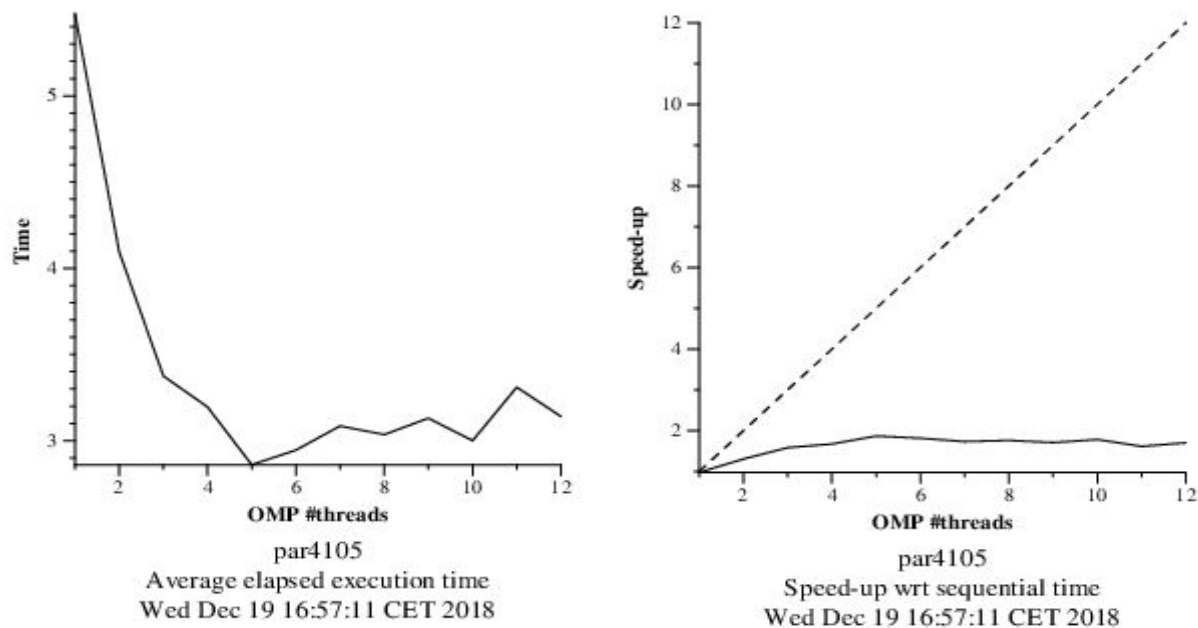 5
4
3
Time
2
4
6
8
10
12
OMP #threads
par4105
Average elapsed execution time
Wed Dec 19 16:57:11 CET 2018
12
10
8
6
4
2
Speed-up
2
4
6
8
10
12
OMP #threads
par4105
Speed-up wrt sequential time
Wed Dec 19 16:57:11 CET 2018